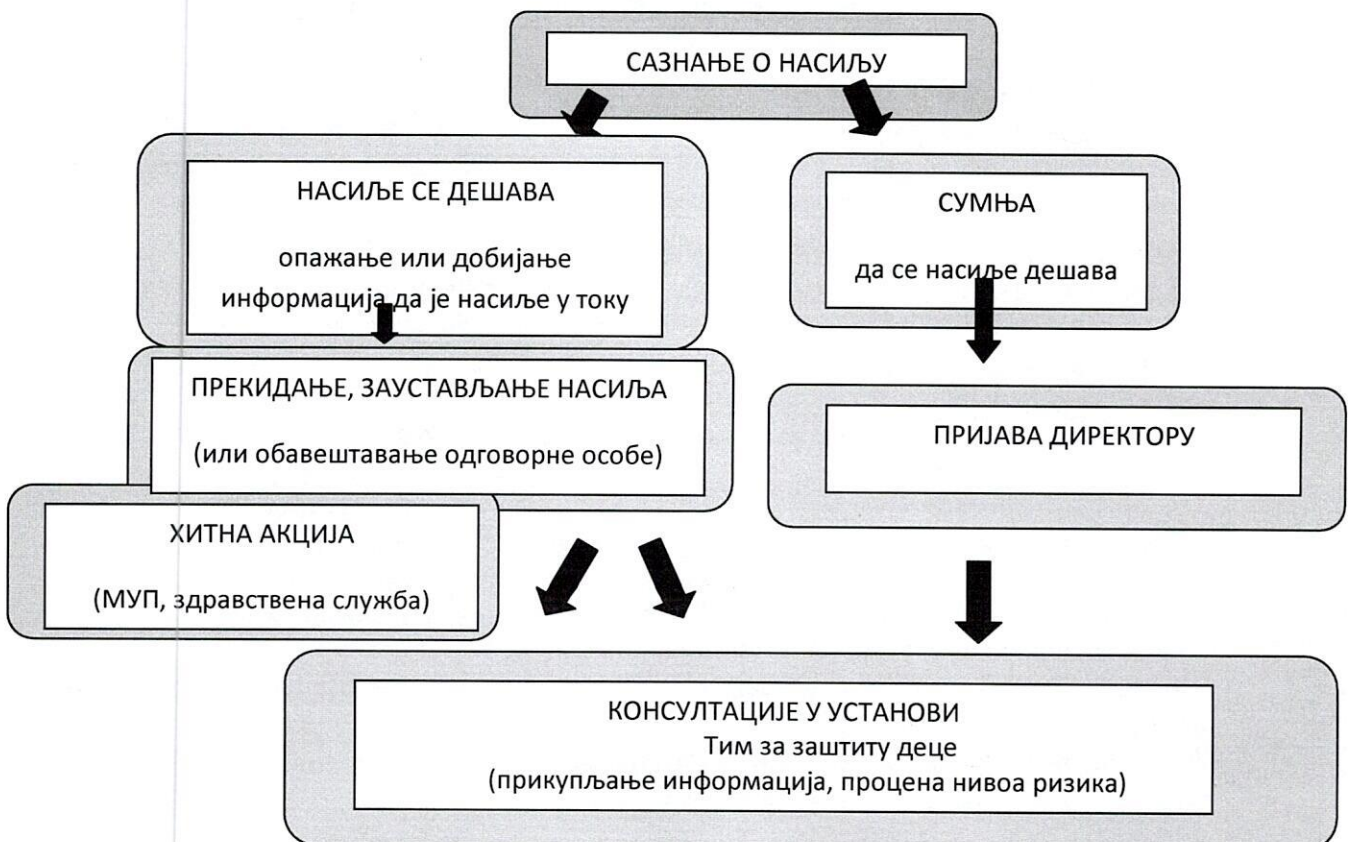 САЗНАЊЕ О НАСИЉУ
НАСИЉЕ СЕ ДЕШАВА
опажање или добијање
информација да је насиље у току
СУМЊА
да се насиље дешава
ПРЕКИДАЊЕ, ЗАУСТАВЉАЊЕ НАСИЉА
(или обавештавање одговорне особе)
ПРИЈАВА ДИРЕКТОРУ
ХИТНА АКЦИЈА
(МУП, здравствена служба)
КОНСУЛТАЦИЈЕ У УСТАНОВИ
Тим за заштиту деце
(прикупљање информација, процена нивоа ризика)